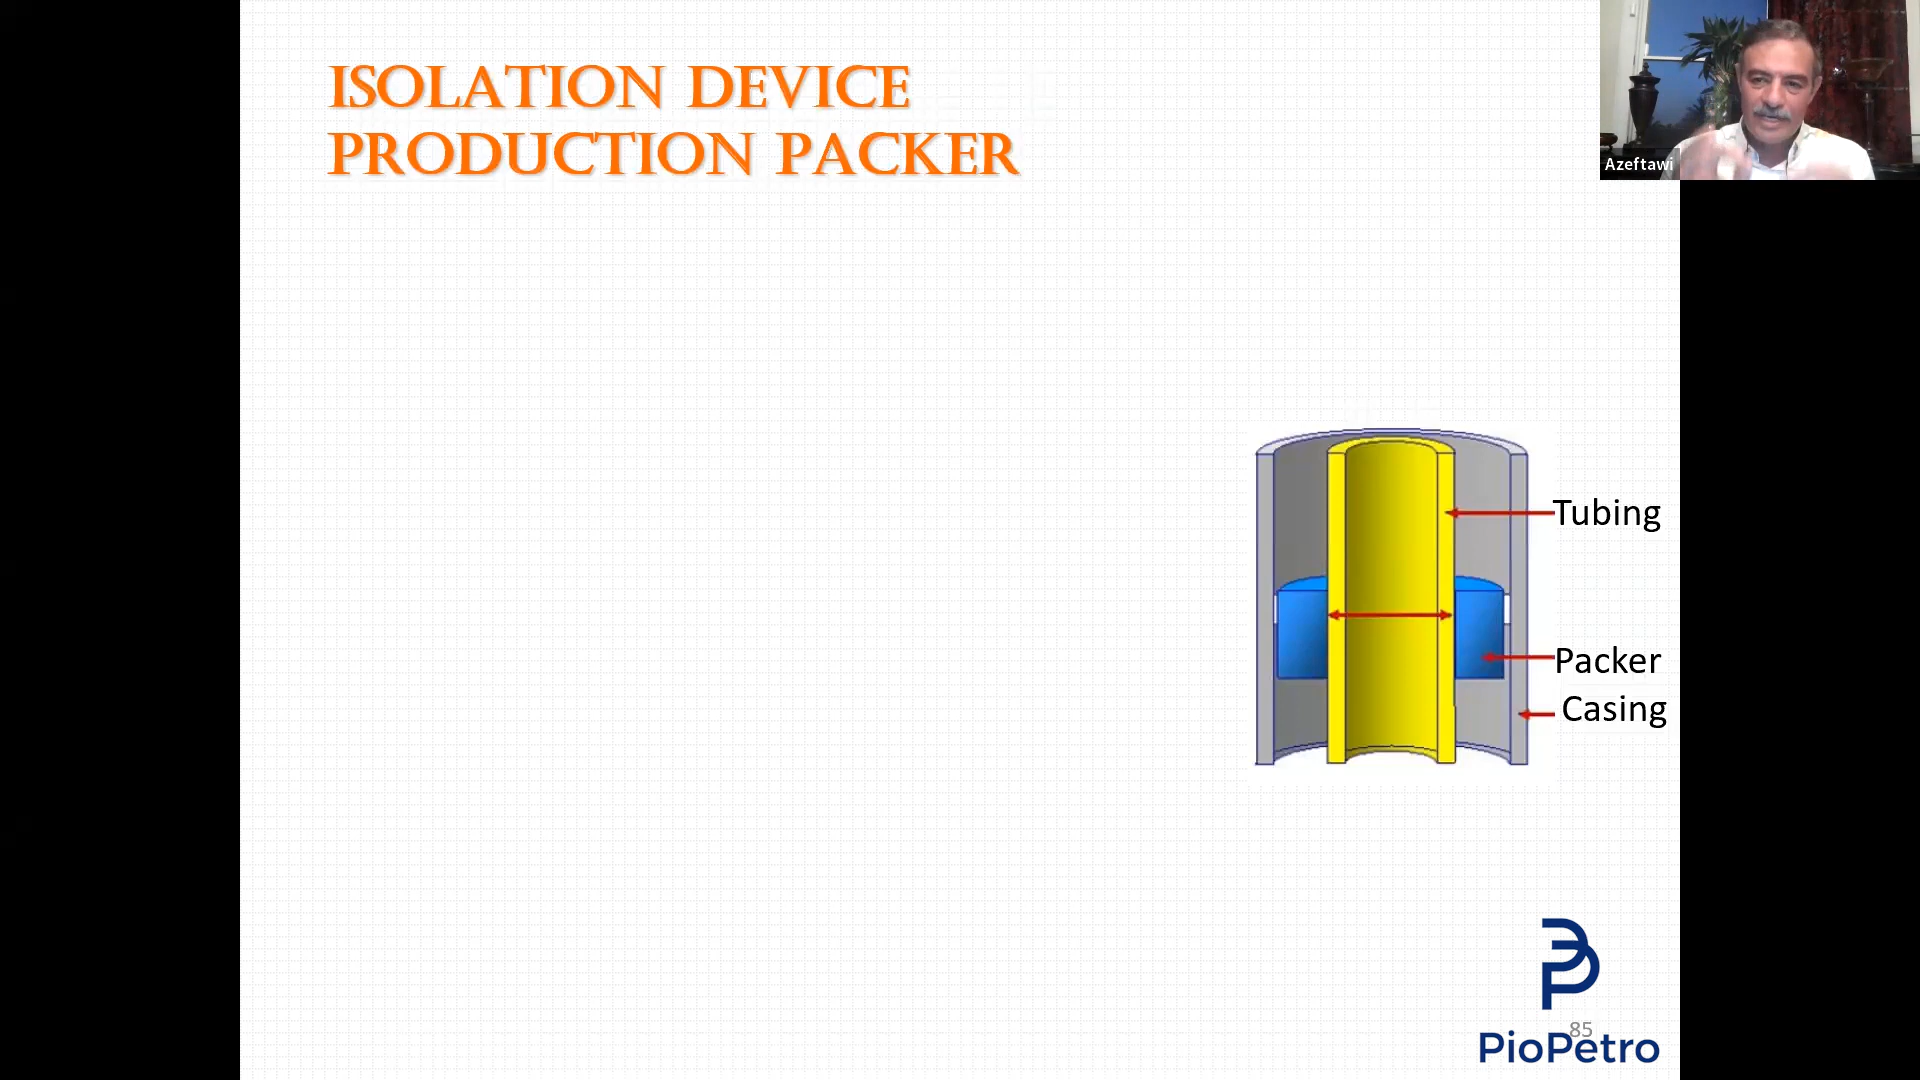 ISOLATION DEVICE
PRODUCTION PACKER
Azeftawi
Tubing
Packer
Casing
85
PioPetro